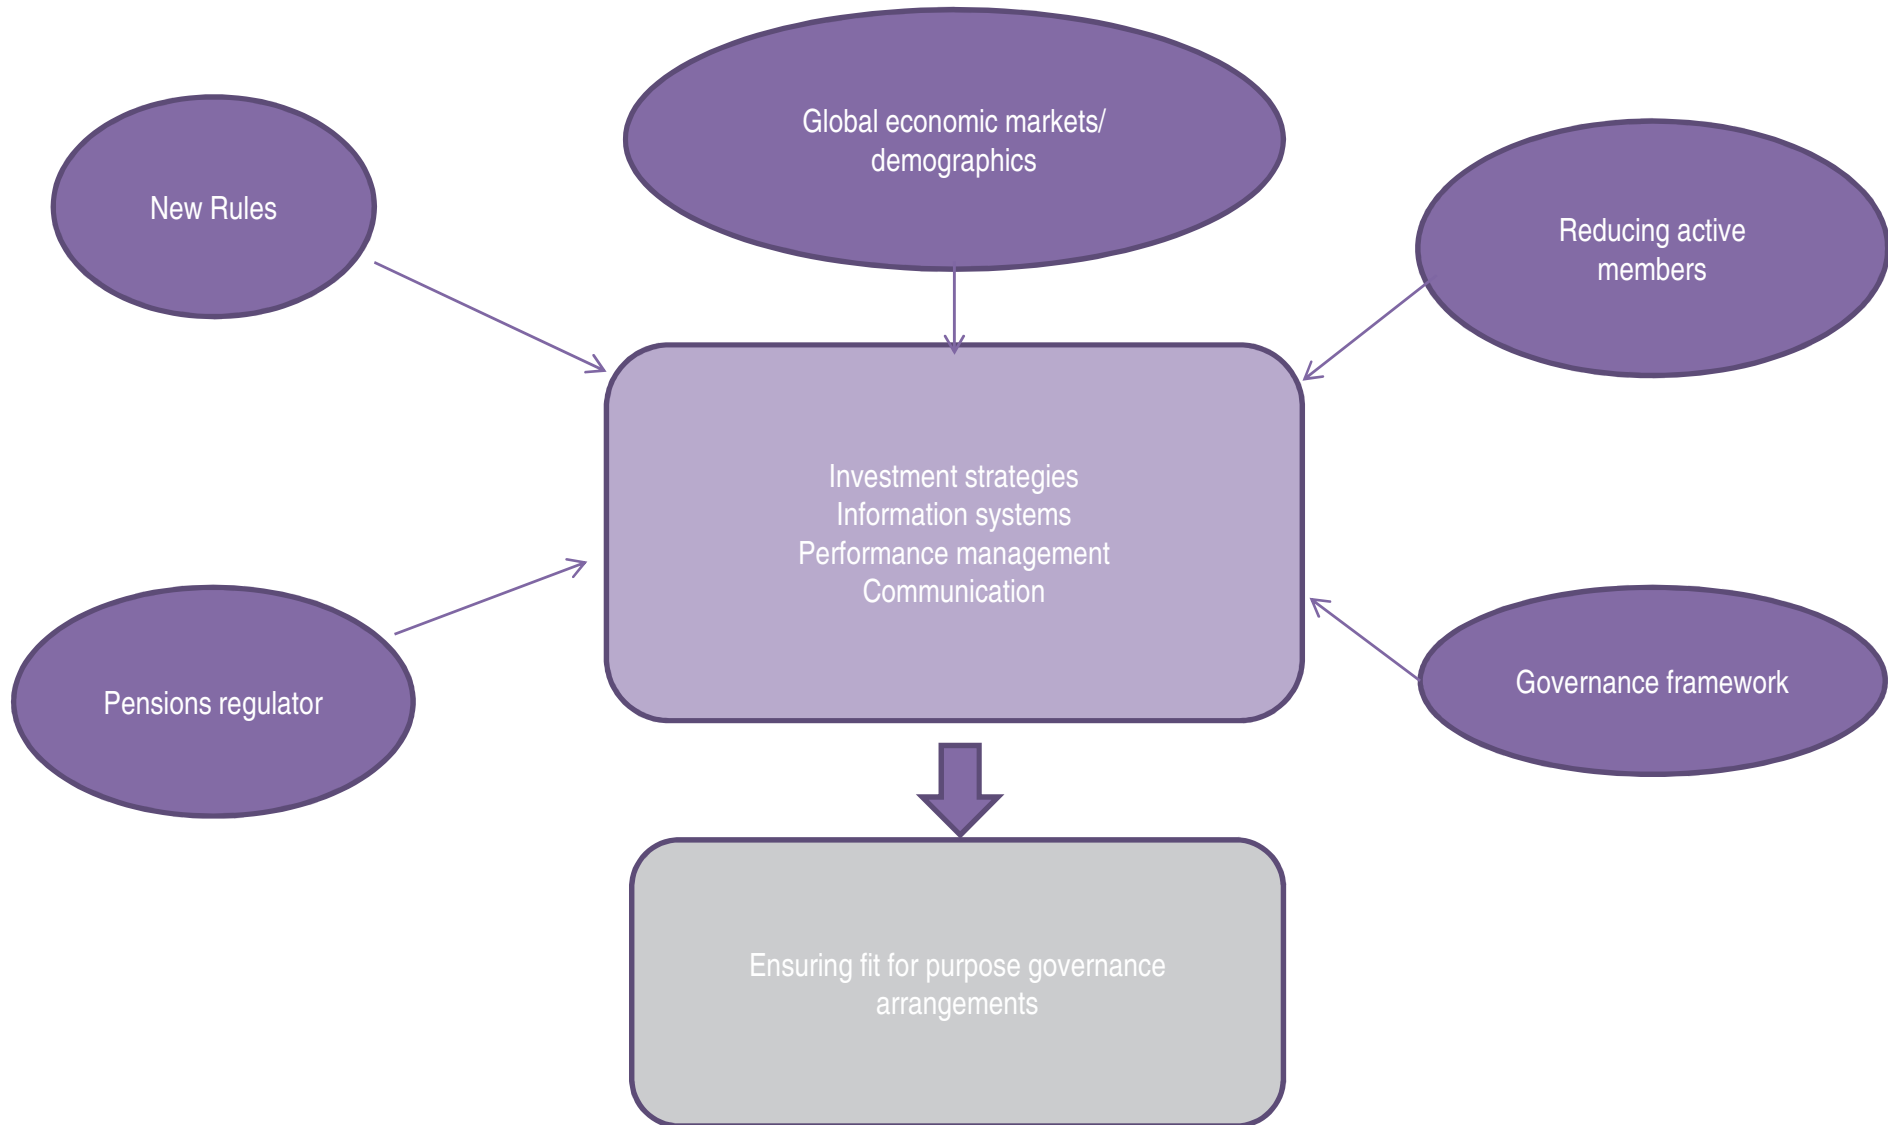 Global economic markets/
demographics
New Rules
Reducing active
members
Investment strategies
Information systems
Performance management
Communication
Pensions regulator
Governance framework
Ensuring fit for purpose governance
arrangements